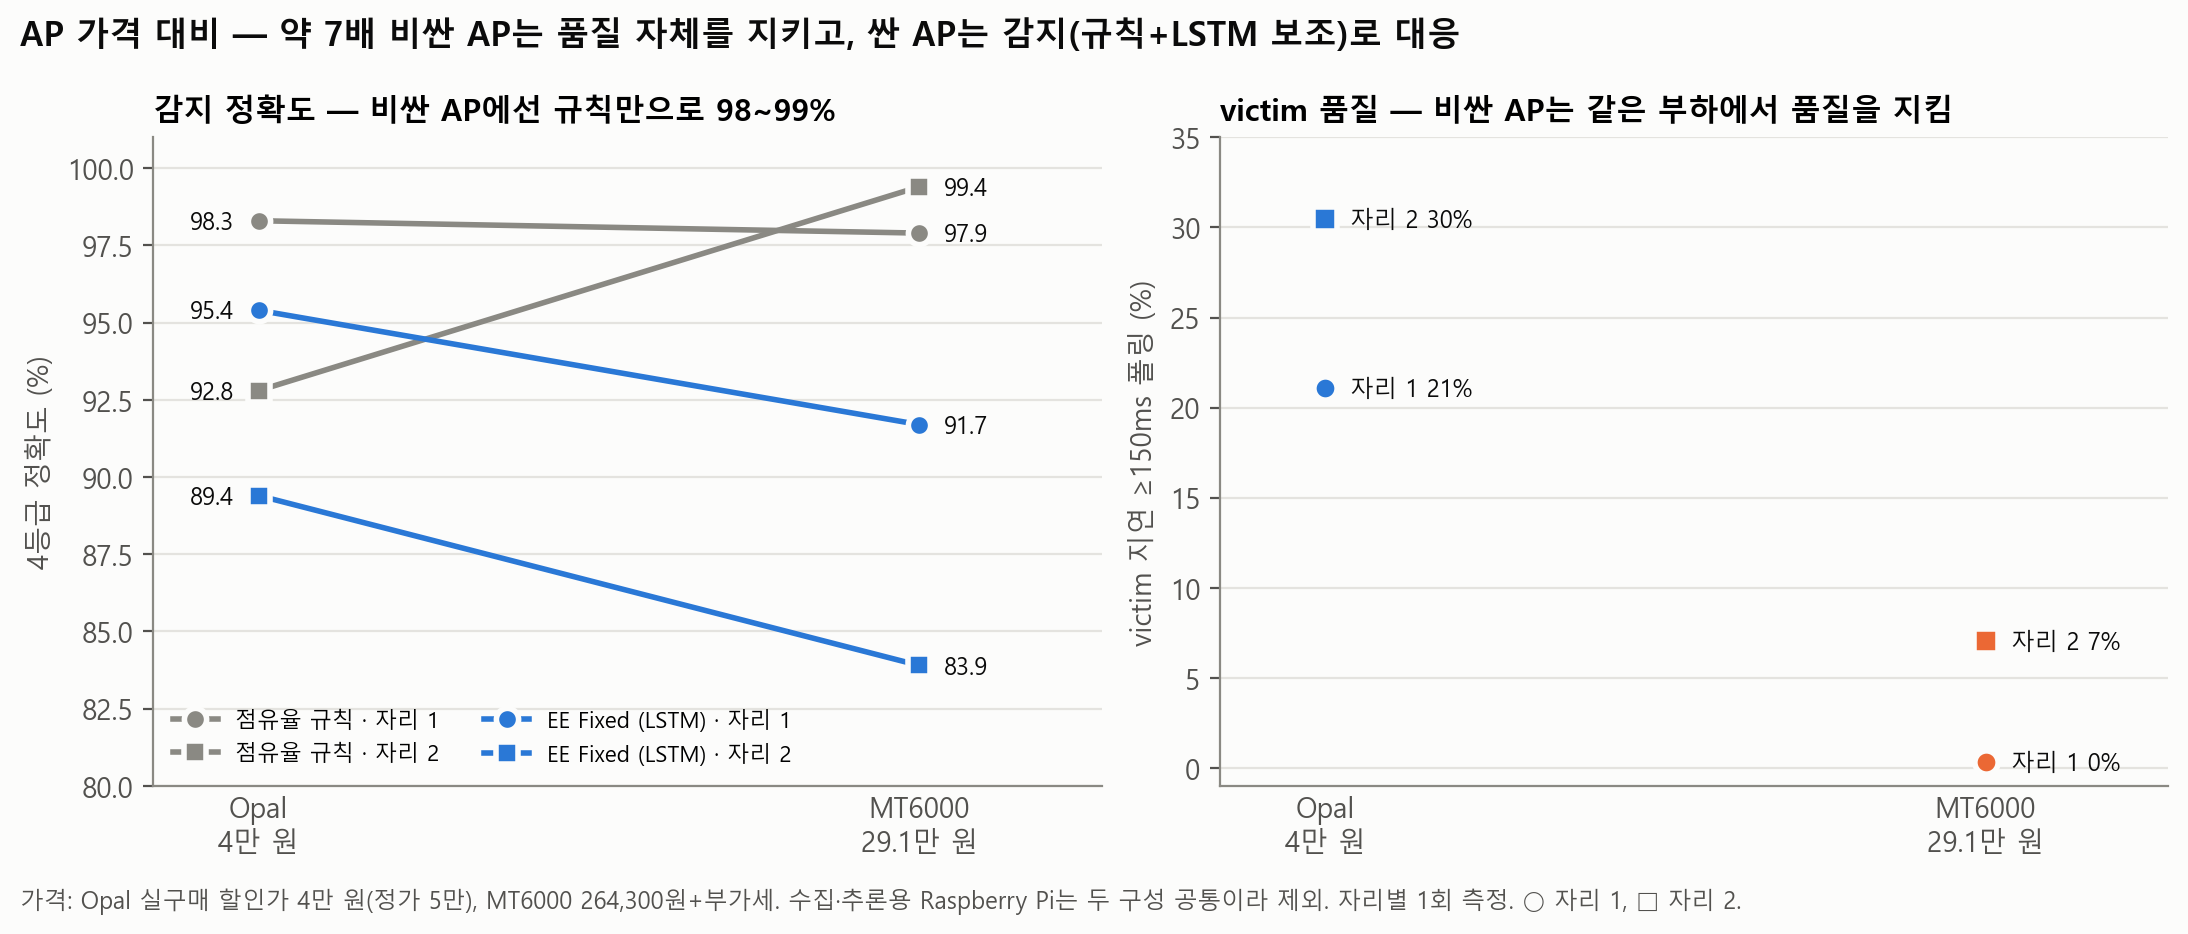 AP 가격 대비 — 약 7배 비싼 AP는 품질 자체를 지키고, 싼 AP는 감지(규칙+LSTM 보조)로 대응
감지 정확도 — 비싼 AP에선 규칙만으로 98~99%
4등급 정확도 (%)
100.0
97.5
95.0
92.5
90.0
87.5
85.0
82.5
80.0
98.3
95.4
92.8
89.4
99.4
97.9
91.7
83.9
점유율 규칙 · 자리 1
점유율 규칙 · 자리 2
EE Fixed (LSTM) · 자리 1
EE Fixed (LSTM) · 자리 2
Opal
4만 원
MT6000
29.1만 원
victim 품질 — 비싼 AP는 같은 부하에서 품질을 지킴
victim 지연 ≥150ms 폴링 (%)
35
30
25
20
15
10
5
0
자리 2 30%
자리 1 21%
자리 2 7%
자리 1 0%
Opal
4만 원
MT6000
29.1만 원
가격: Opal 실구매 할인가 4만 원(정가 5만), MT6000 264,300원+부가세. 수집·추론용 Raspberry Pi는 두 구성 공통이라 제외. 자리별 1회 측정. ○ 자리 1, □ 자리 2.